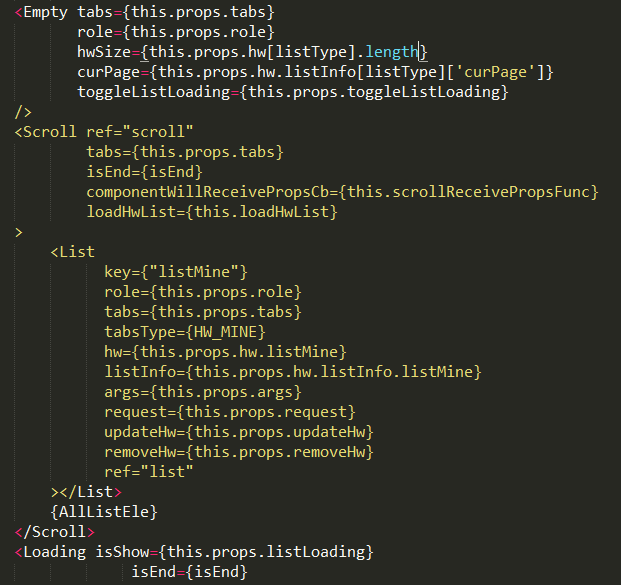 <Empty tabs={this.props.tabs}
role={this.props.role}
hwSize={this.props.hw[listType].length}
curPage={this.props.hw.listInfo[listType]['curPage']}
toggleListLoading={this.props.toggleListLoading}
/>
<Scroll ref="scroll"
tabs={this.props.tabs}
isEnd={isEnd}
componentWillReceivePropsCb={this.scrollReceivePropsFunc}
loadHwList={this.loadHwList}
>
<List
key={"listMine"}
role={this.props.role}
tabs={this.props.tabs}
tabsType={HW_MINE}
hw={this.props.hw.listMine}
listInfo={this.props.hw.listInfo.listMine}
args={this.props.args}
request={this.props.request}
updateHw={this.props.updateHw}
removeHw={this.props.removeHw}
ref="list"
></List>
{AllListEle}
</Scroll>
<Loading isShow={this.props.listLoading}
isEnd={isEnd}